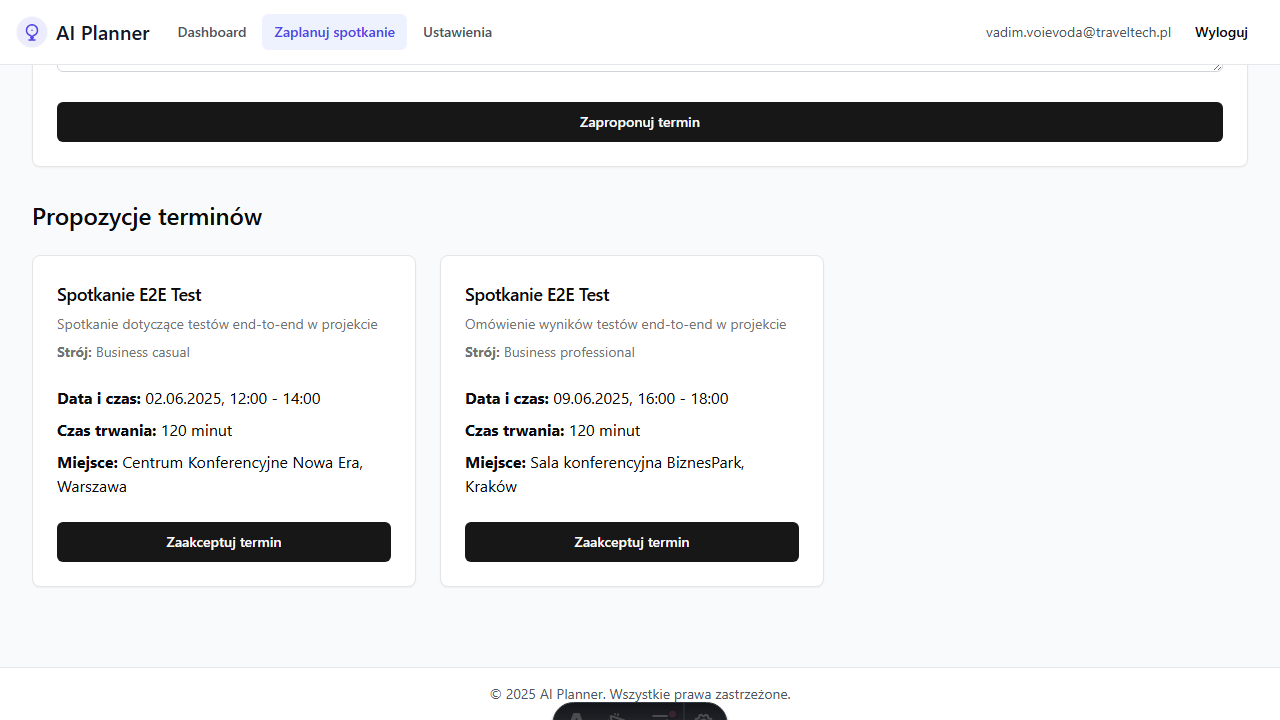 AI Planner
Dashboard
Zaplanuj spotkanie
Ustawienia
vadim.voievoda@traveltech.pl
Wyloguj
Zaproponuj termin
Propozycje terminów
Spotkanie E2E Test
Spotkanie dotyczące testów end-to-end w projekcie
Strój: Business casual
Data i czas: 02.06.2025, 12:00 - 14:00
Czas trwania: 120 minut
Miejsce: Centrum Konferencyjne Nowa Era,
Warszawa
Zaakceptuj termin
Spotkanie E2E Test
Omówienie wyników testów end-to-end w projekcie
Strój: Business professional
Data i czas: 09.06.2025, 16:00 - 18:00
Czas trwania: 120 minut
Miejsce: Sala konferencyjna BiznesPark,
Kraków
Zaakceptuj termin
© 2025 AI Planner. Wszystkie prawa zastrzeżone.